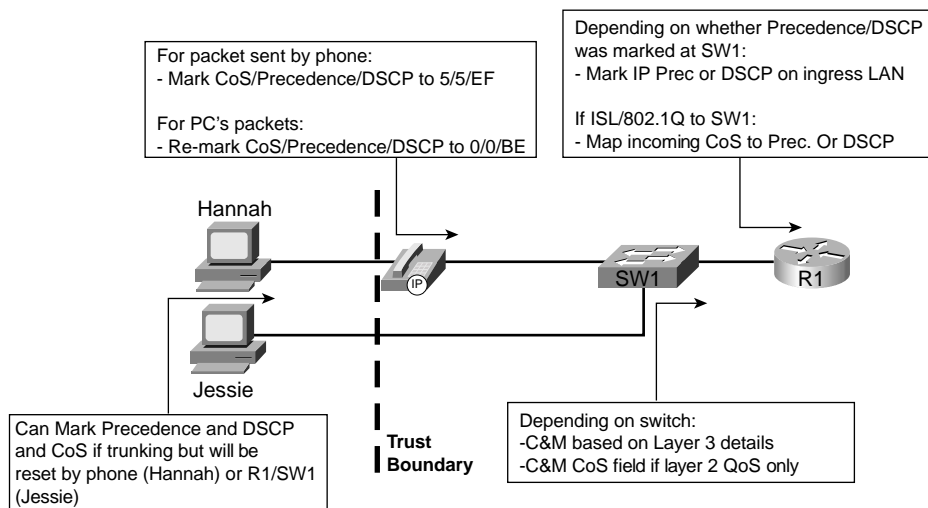 For packet sent by phone:
- Mark CoS/Precedence/DSCP to 5/5/EF
For PC's packets:
- Re-mark CoS/Precedence/DSCP to 0/0/BE
Depending on whether Precedence/DSCP
was marked at SW1:
- Mark IP Prec or DSCP on ingress LAN
If ISL/802.1Q to SW1:
- Map incoming CoS to Prec. Or DSCP
Hannah
IP
SW1
R1
Jessie
Can Mark Precedence and DSCP
and CoS if trunking but will be
reset by phone (Hannah) or R1/SW1
(Jessie)
Trust
Boundary
Depending on switch:
-C&M based on Layer 3 details
-C&M CoS field if layer 2 QoS only